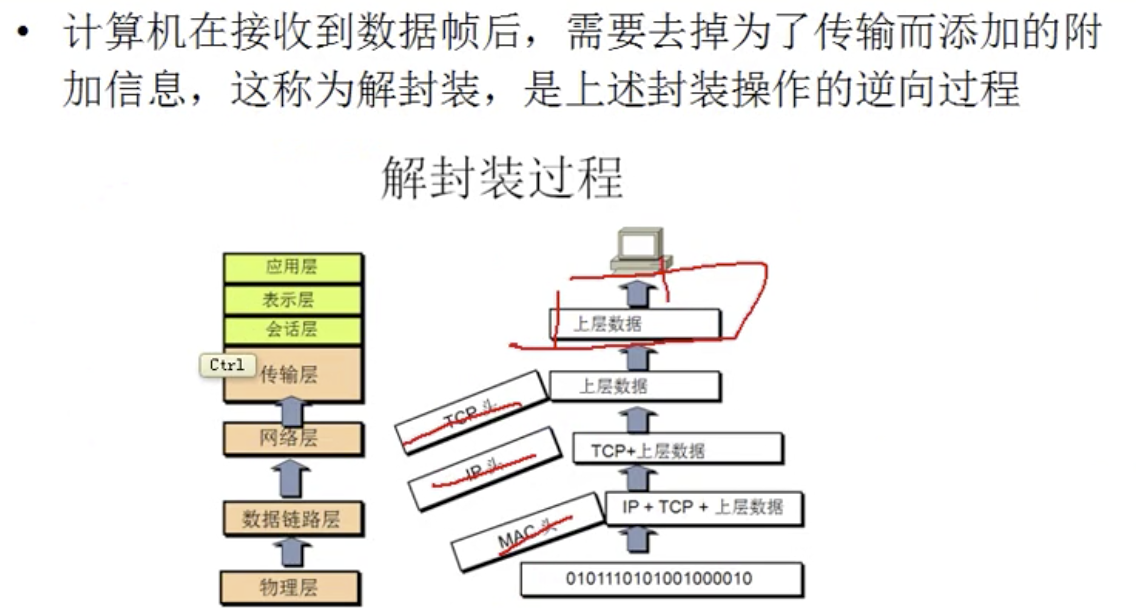 • 计算机在接收到数据帧后，需要去掉为了传输而添加的附
加信息，这称为解封装，是上述封装操作的逆向过程
解封装过程
应用层
表示层
会话层
Ctrl
传输层
网络层
数据链路层
物理层
上层数据
TCP头
上层数据
IP头
TCP+上层数据
MAC头
IP + TCP + 上层数据
0101110101001000010